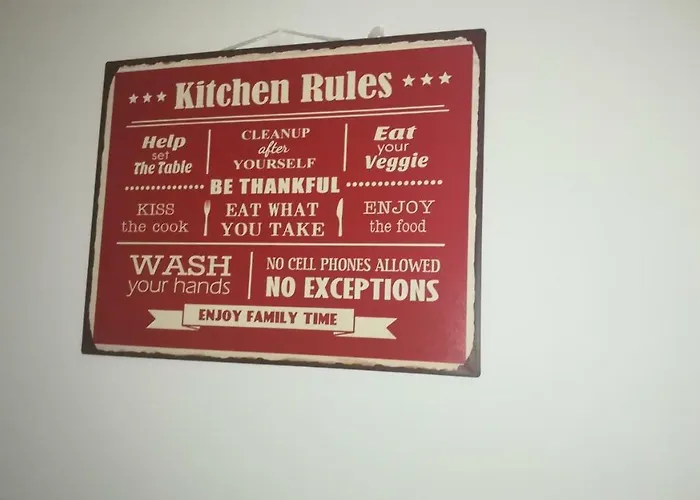 Kitchen Rules
Help
set
The Table
CLEANUP
after
YOURSELF
Eat
your
Veggie
BE THANKFUL
KISS
the cook
EAT WHAT
YOU TAKE
ENJOY
the food
WASH
your hands
NO CELL PHONES ALLOWED
NO EXCEPTIONS
ENJOY FAMILY TIME